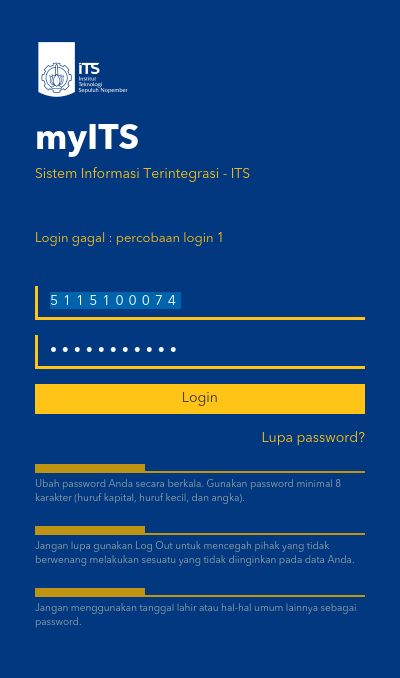 iTS
Institut
Teknologi
Sepuluh Nopember
myITS
Sistem Informasi Terintegrasi - ITS
Login gagal : percobaan login 1
5115100074
•••••••••••
Login
Lupa password?
Ubah password Anda secara berkala. Gunakan password minimal 8
karakter (huruf kapital, huruf kecil, dan angka).
Jangan lupa gunakan Log Out untuk mencegah pihak yang tidak
berwenang melakukan sesuatu yang tidak diinginkan pada data Anda.
Jangan menggunakan tanggal lahir atau hal-hal umum lainnya sebagai
password.